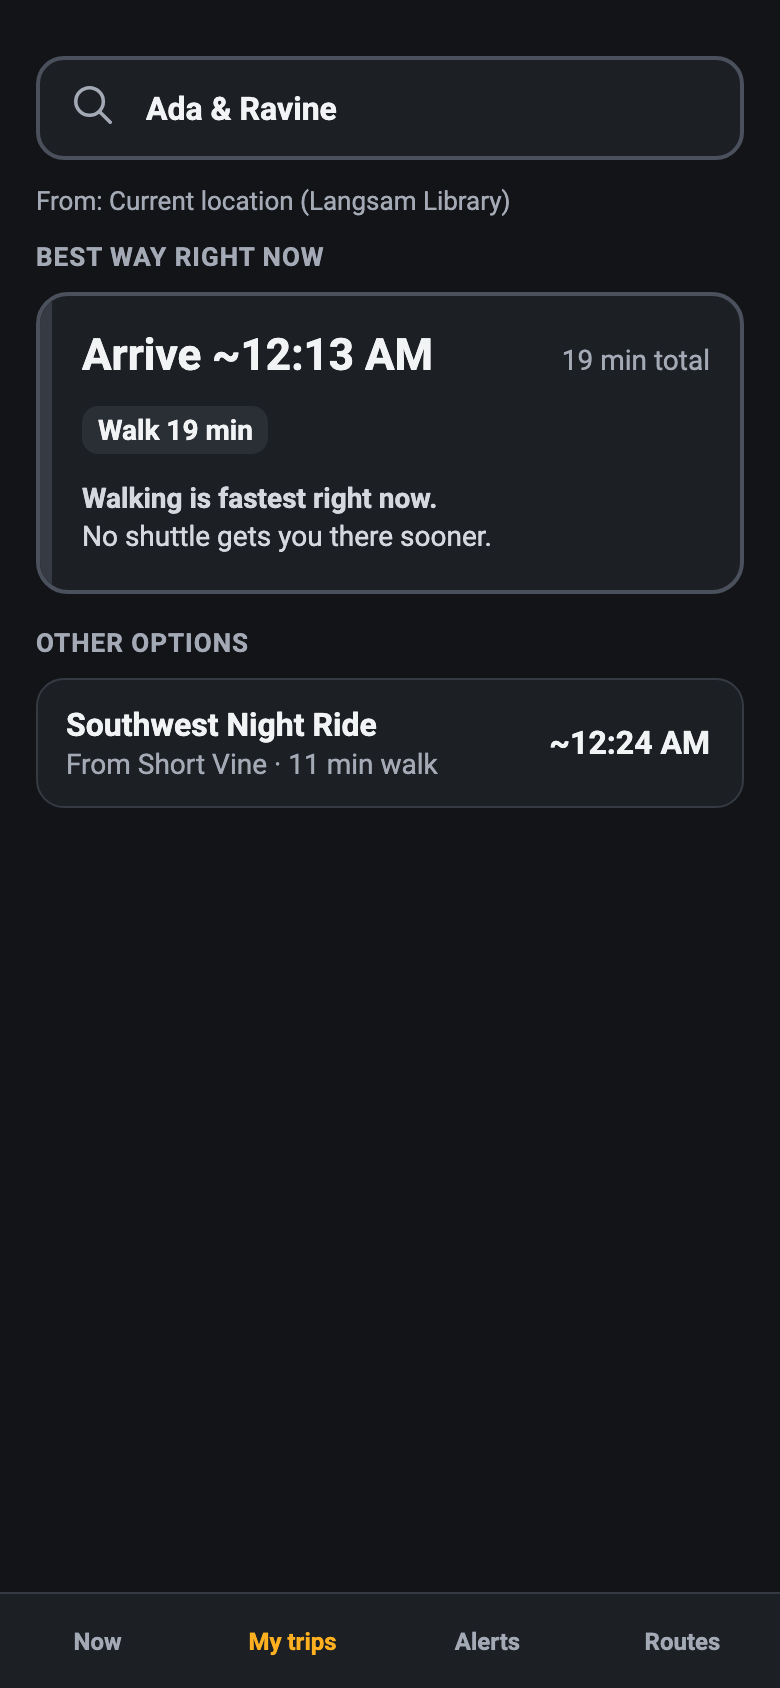 Ada & Ravine
From: Current location (Langsam Library)
BEST WAY RIGHT NOW
Arrive ~12:13 AM
19 min total
Walk 19 min
Walking is fastest right now.
No shuttle gets you there sooner.
OTHER OPTIONS
Southwest Night Ride
From Short Vine · 11 min walk
~12:24 AM
Now
My trips
Alerts
Routes